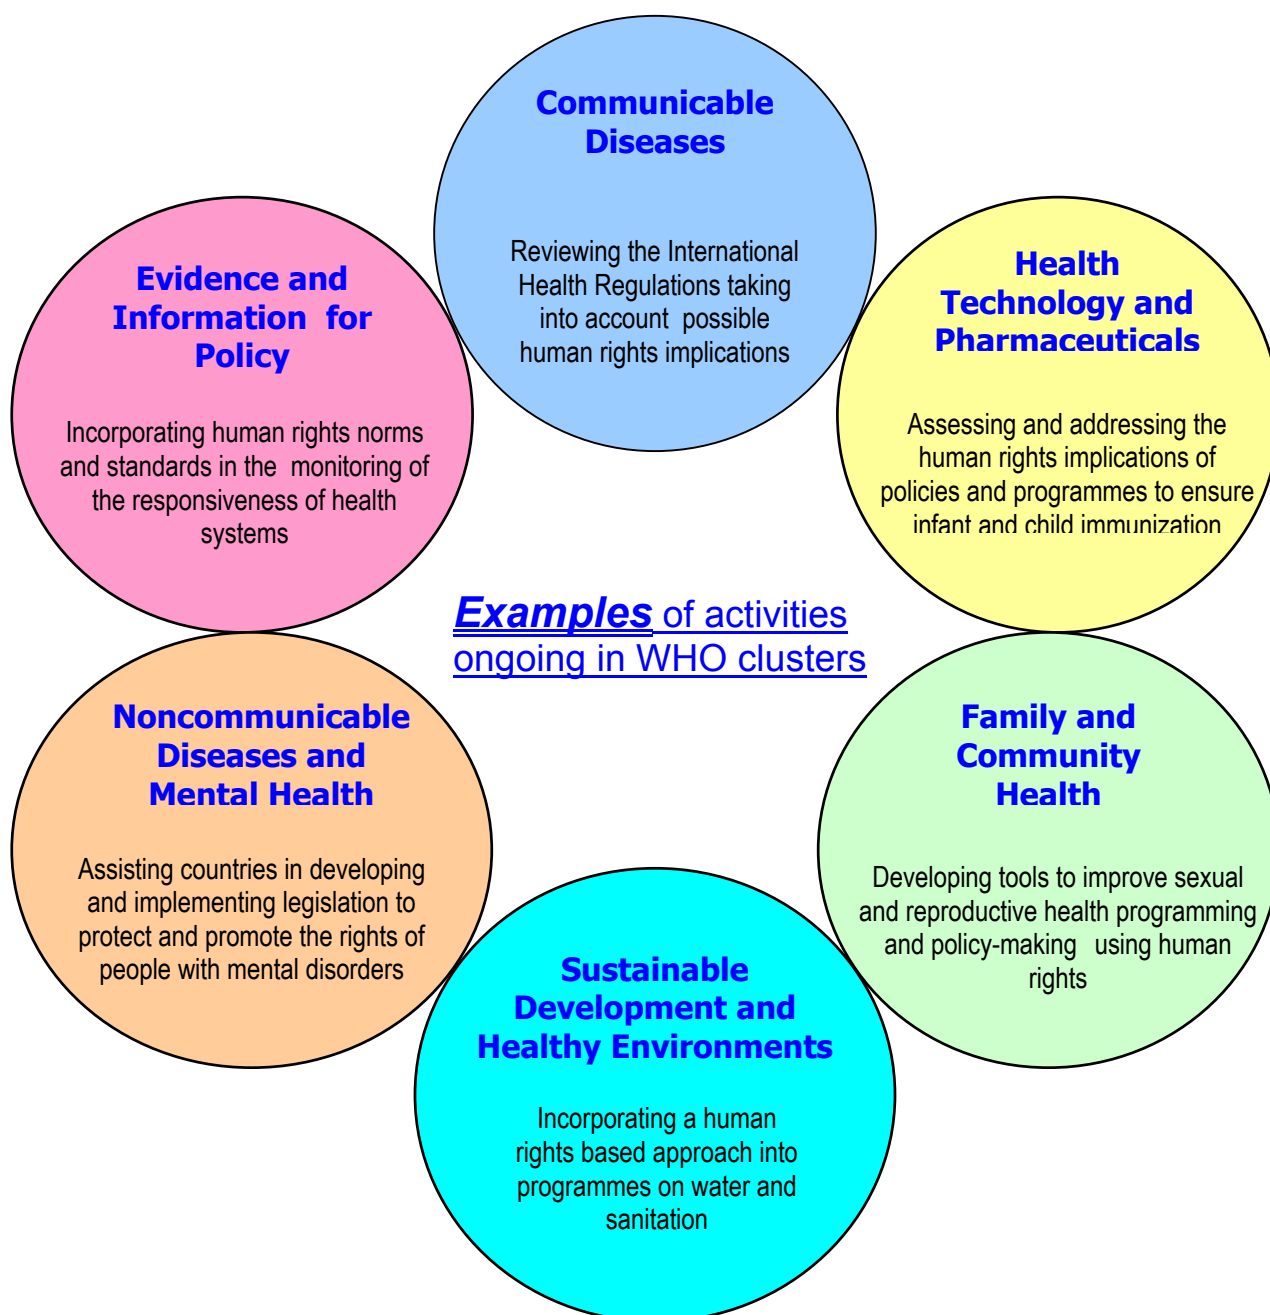 Communicable
Diseases
Reviewing the International
Health Regulations taking
into account possible
human rights implications
Evidence and
Information for
Policy
Incorporating human rights norms
and standards in the monitoring of
the responsiveness of health
systems
Health
Technology and
Pharmaceuticals
Assessing and addressing the
human rights implications of
policies and programmes to ensure
infant and child immunization
Examples of activities
ongoing in WHO clusters
Noncommunicable
Diseases and
Mental Health
Assisting countries in developing
and implementing legislation to
protect and promote the rights of
people with mental disorders
Family and
Community
Health
Developing tools to improve sexual
and reproductive health programming
and policy-making using human
rights
Sustainable
Development and
Healthy Environments
Incorporating a human
rights based approach into
programmes on water and
sanitation